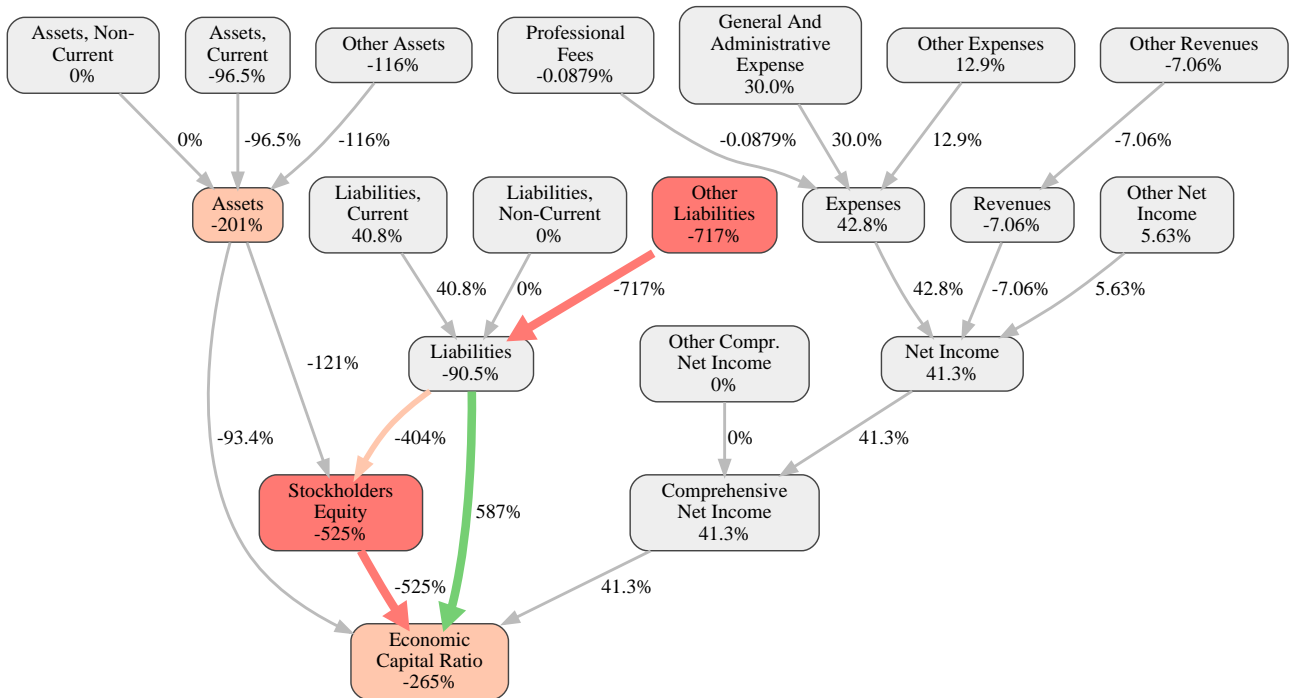 Assets, Non-
Current
0%
Assets,
Current
-96.5%
Other Assets
-116%
Professional
Fees
-0.0879%
General And
Administrative
Expense
30.0%
Other Expenses
12.9%
Other Revenues
-7.06%
0%
-96.5%
-116%
-0.0879%
30.0%
12.9%
-7.06%
Assets
-201%
Liabilities,
Current
40.8%
Liabilities,
Non-Current
0%
Other
Liabilities
-717%
Expenses
42.8%
Revenues
-7.06%
Other Net
Income
5.63%
40.8%
0%
-717%
42.8%
-7.06%
5.63%
-121%
Liabilities
-90.5%
Other Compr.
Net Income
0%
Net Income
41.3%
-93.4%
-404%
0%
41.3%
Stockholders
Equity
-525%
587%
Comprehensive
Net Income
41.3%
-525%
41.3%
Economic
Capital Ratio
-265%